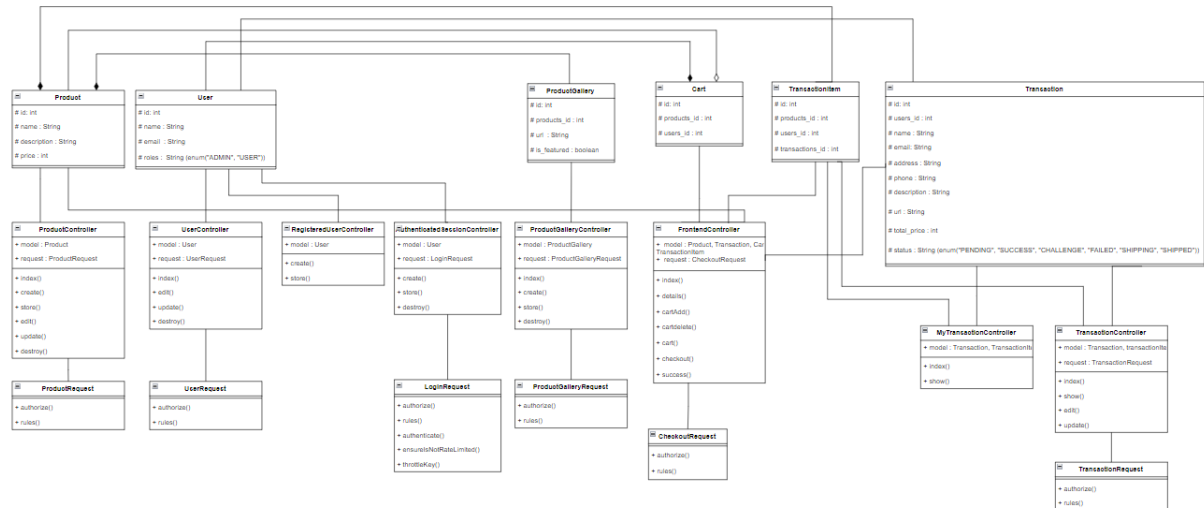 Product
# id: int
# name : String
# description : String
# price : int
User
# id: int
# name : String
# email : String
# roles : String (enum("ADMIN", "USER"))
ProductGallery
# id: int
# products_id : int
# url : String
# is_featured : boolean
Cart
# id: int
# products_id : int
# users_id : int
TransactionItem
# id: int
# products_id : int
# users_id : int
# transactions_id : int
Transaction
# id: int
# users_id : int
# name : String
# email: String
# address : String
# phone : String
# description : String
# url : String
# total_price : int
# status : String (enum("PENDING", "SUCCESS", "CHALLENGE", "FAILED", "SHIPPING", "SHIPPED"))
ProductController
+ model : Product
+ request : ProductRequest
+ index()
+ create()
+ store()
+ edit()
+ update()
+ destroy()
UserController
+ model : User
+ request : UserRequest
+ index()
+ edit()
+ update()
+ destroy()
RegisteredUserController
+ model : User
+ create()
+ store()
AuthenticatedSessionController
+ model : User
+ request : LoginRequest
+ create()
+ store()
+ destroy()
ProductGalleryController
+ model : ProductGallery
+ request : ProductGalleryRequest
+ index()
+ create()
+ store()
+ destroy()
FrontendController
+ model : Product, Transaction, Car
TransactionItem
+ request : CheckoutRequest
+ index()
+ details()
+ cartAdd()
+ cartdelete()
+ cart()
+ checkout()
+ success()
MyTransactionController
+ model : Transaction, TransactionIte
+ index()
+ show()
TransactionController
+ model : Transaction, transactionIte
+ request : TransactionRequest
+ index()
+ show()
+ edit()
+ update()
ProductRequest
+ authorize()
+ rules()
UserRequest
+ authorize()
+ rules()
LoginRequest
+ authorize()
+ rules()
+ authenticate()
+ ensureIsNotRateLimited()
+ throttleKey()
ProductGalleryRequest
+ authorize()
+ rules()
CheckoutRequest
+ authorize()
+ rules()
TransactionRequest
+ authorize()
+ rules()